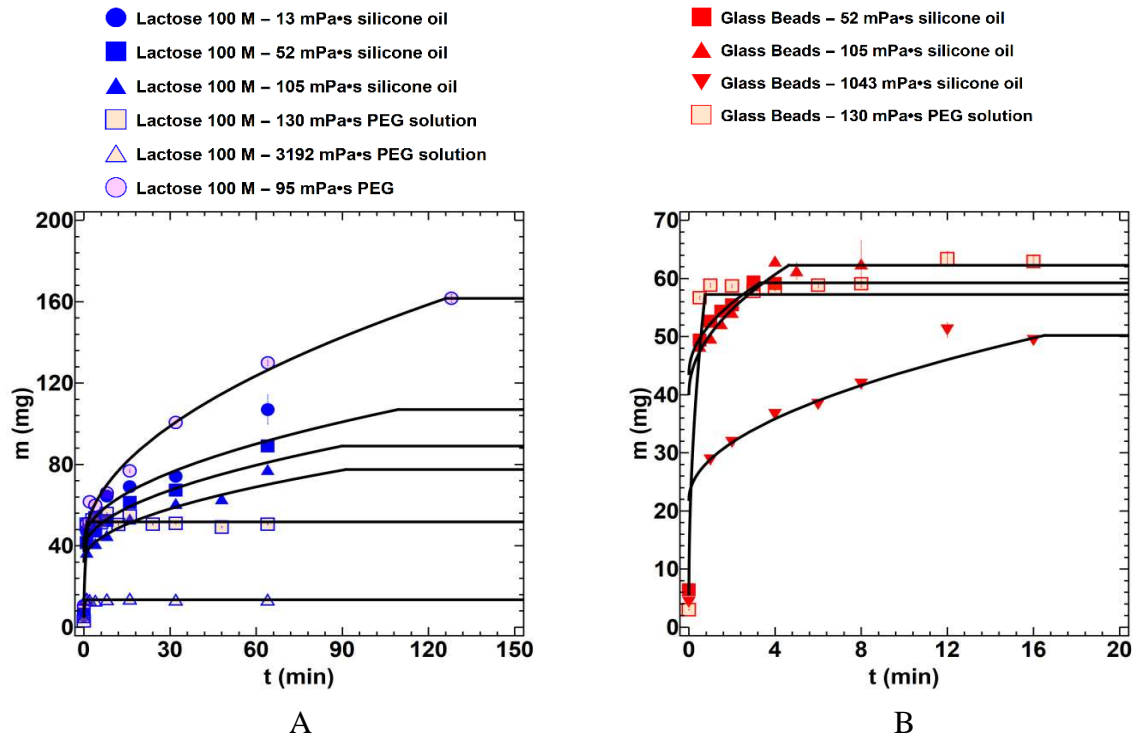 Lactose 100 M – 13 mPa•s silicone oil
Lactose 100 M – 52 mPa•s silicone oil
Lactose 100 M – 105 mPa•s silicone oil
Lactose 100 M – 130 mPa•s PEG solution
Lactose 100 M – 3192 mPa•s PEG solution
Lactose 100 M – 95 mPa•s PEG
Glass Beads – 52 mPa•s silicone oil
Glass Beads – 105 mPa•s silicone oil
Glass Beads – 1043 mPa•s silicone oil
Glass Beads – 130 mPa•s PEG solution
200
160
120
80
40
0
m (mg)
0 30 60 90 120 150
t (min)
A
70
60
50
40
30
20
10
0
m (mg)
0 4 8 12 16 20
t (min)
B